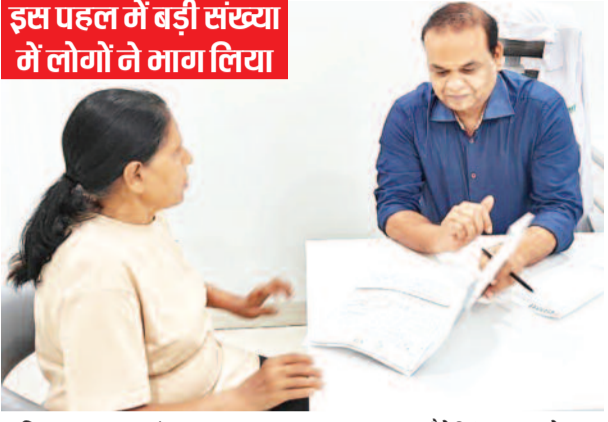 इस पहल में बड़ी संख्या
में लोगों ने भाग लिया